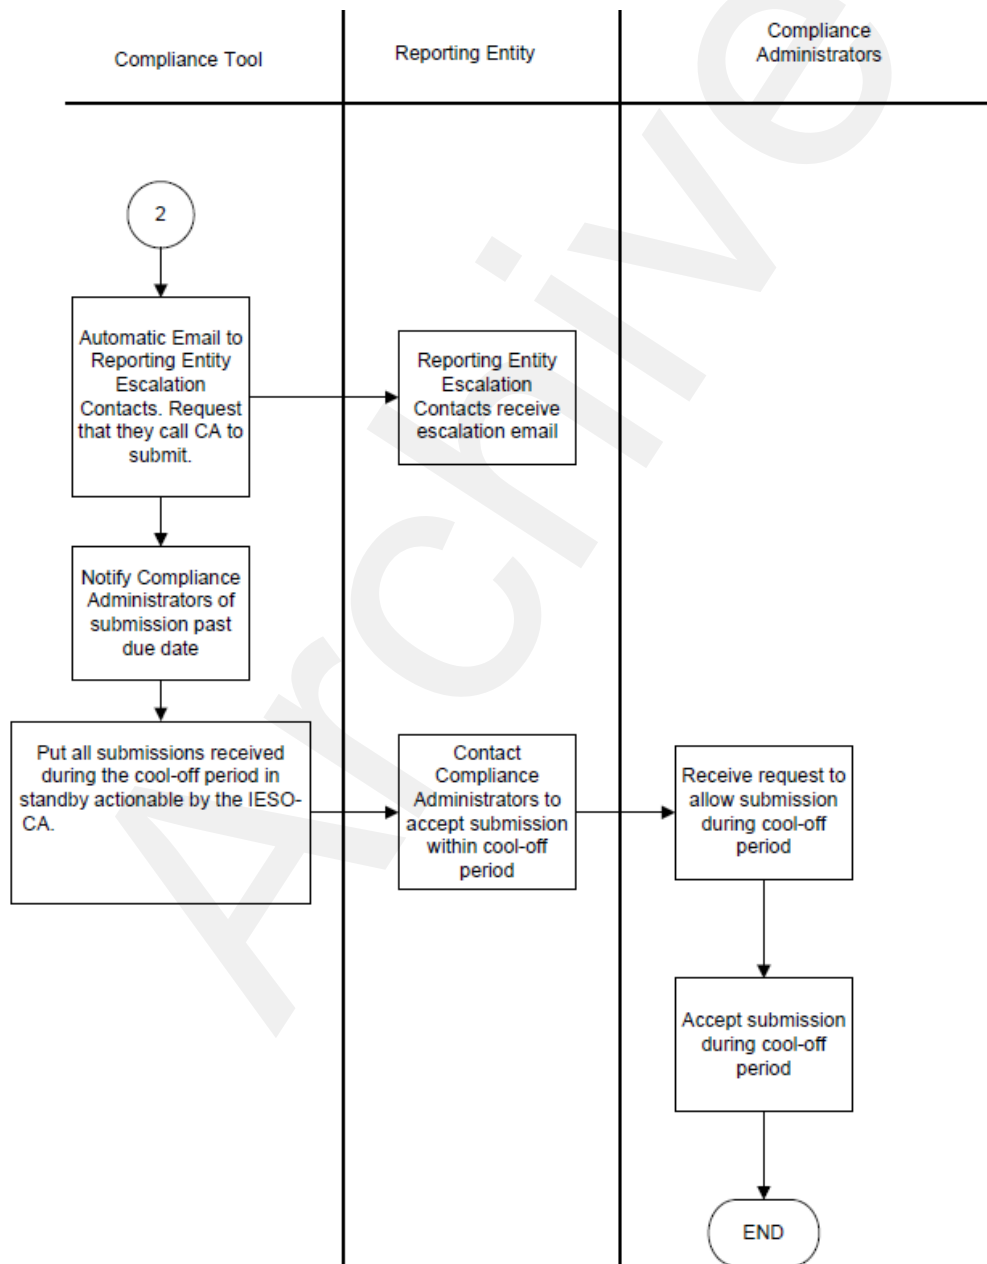 Compliance Tool
Reporting Entity
Compliance
Administrators
2
Automatic Email to
Reporting Entity
Escalation
Contacts. Request
that they call CA to
submit.
Reporting Entity
Escalation
Contacts receive
escalation email
Notify Compliance
Administrators of
submission past
due date
Put all submissions received
during the cool-off period in
standby actionable by the IESO-
CA.
Contact
Compliance
Administrators to
accept submission
within cool-off
period
Receive request to
allow submission
during cool-off
period
Accept submission
during cool-off
period
END
Archive